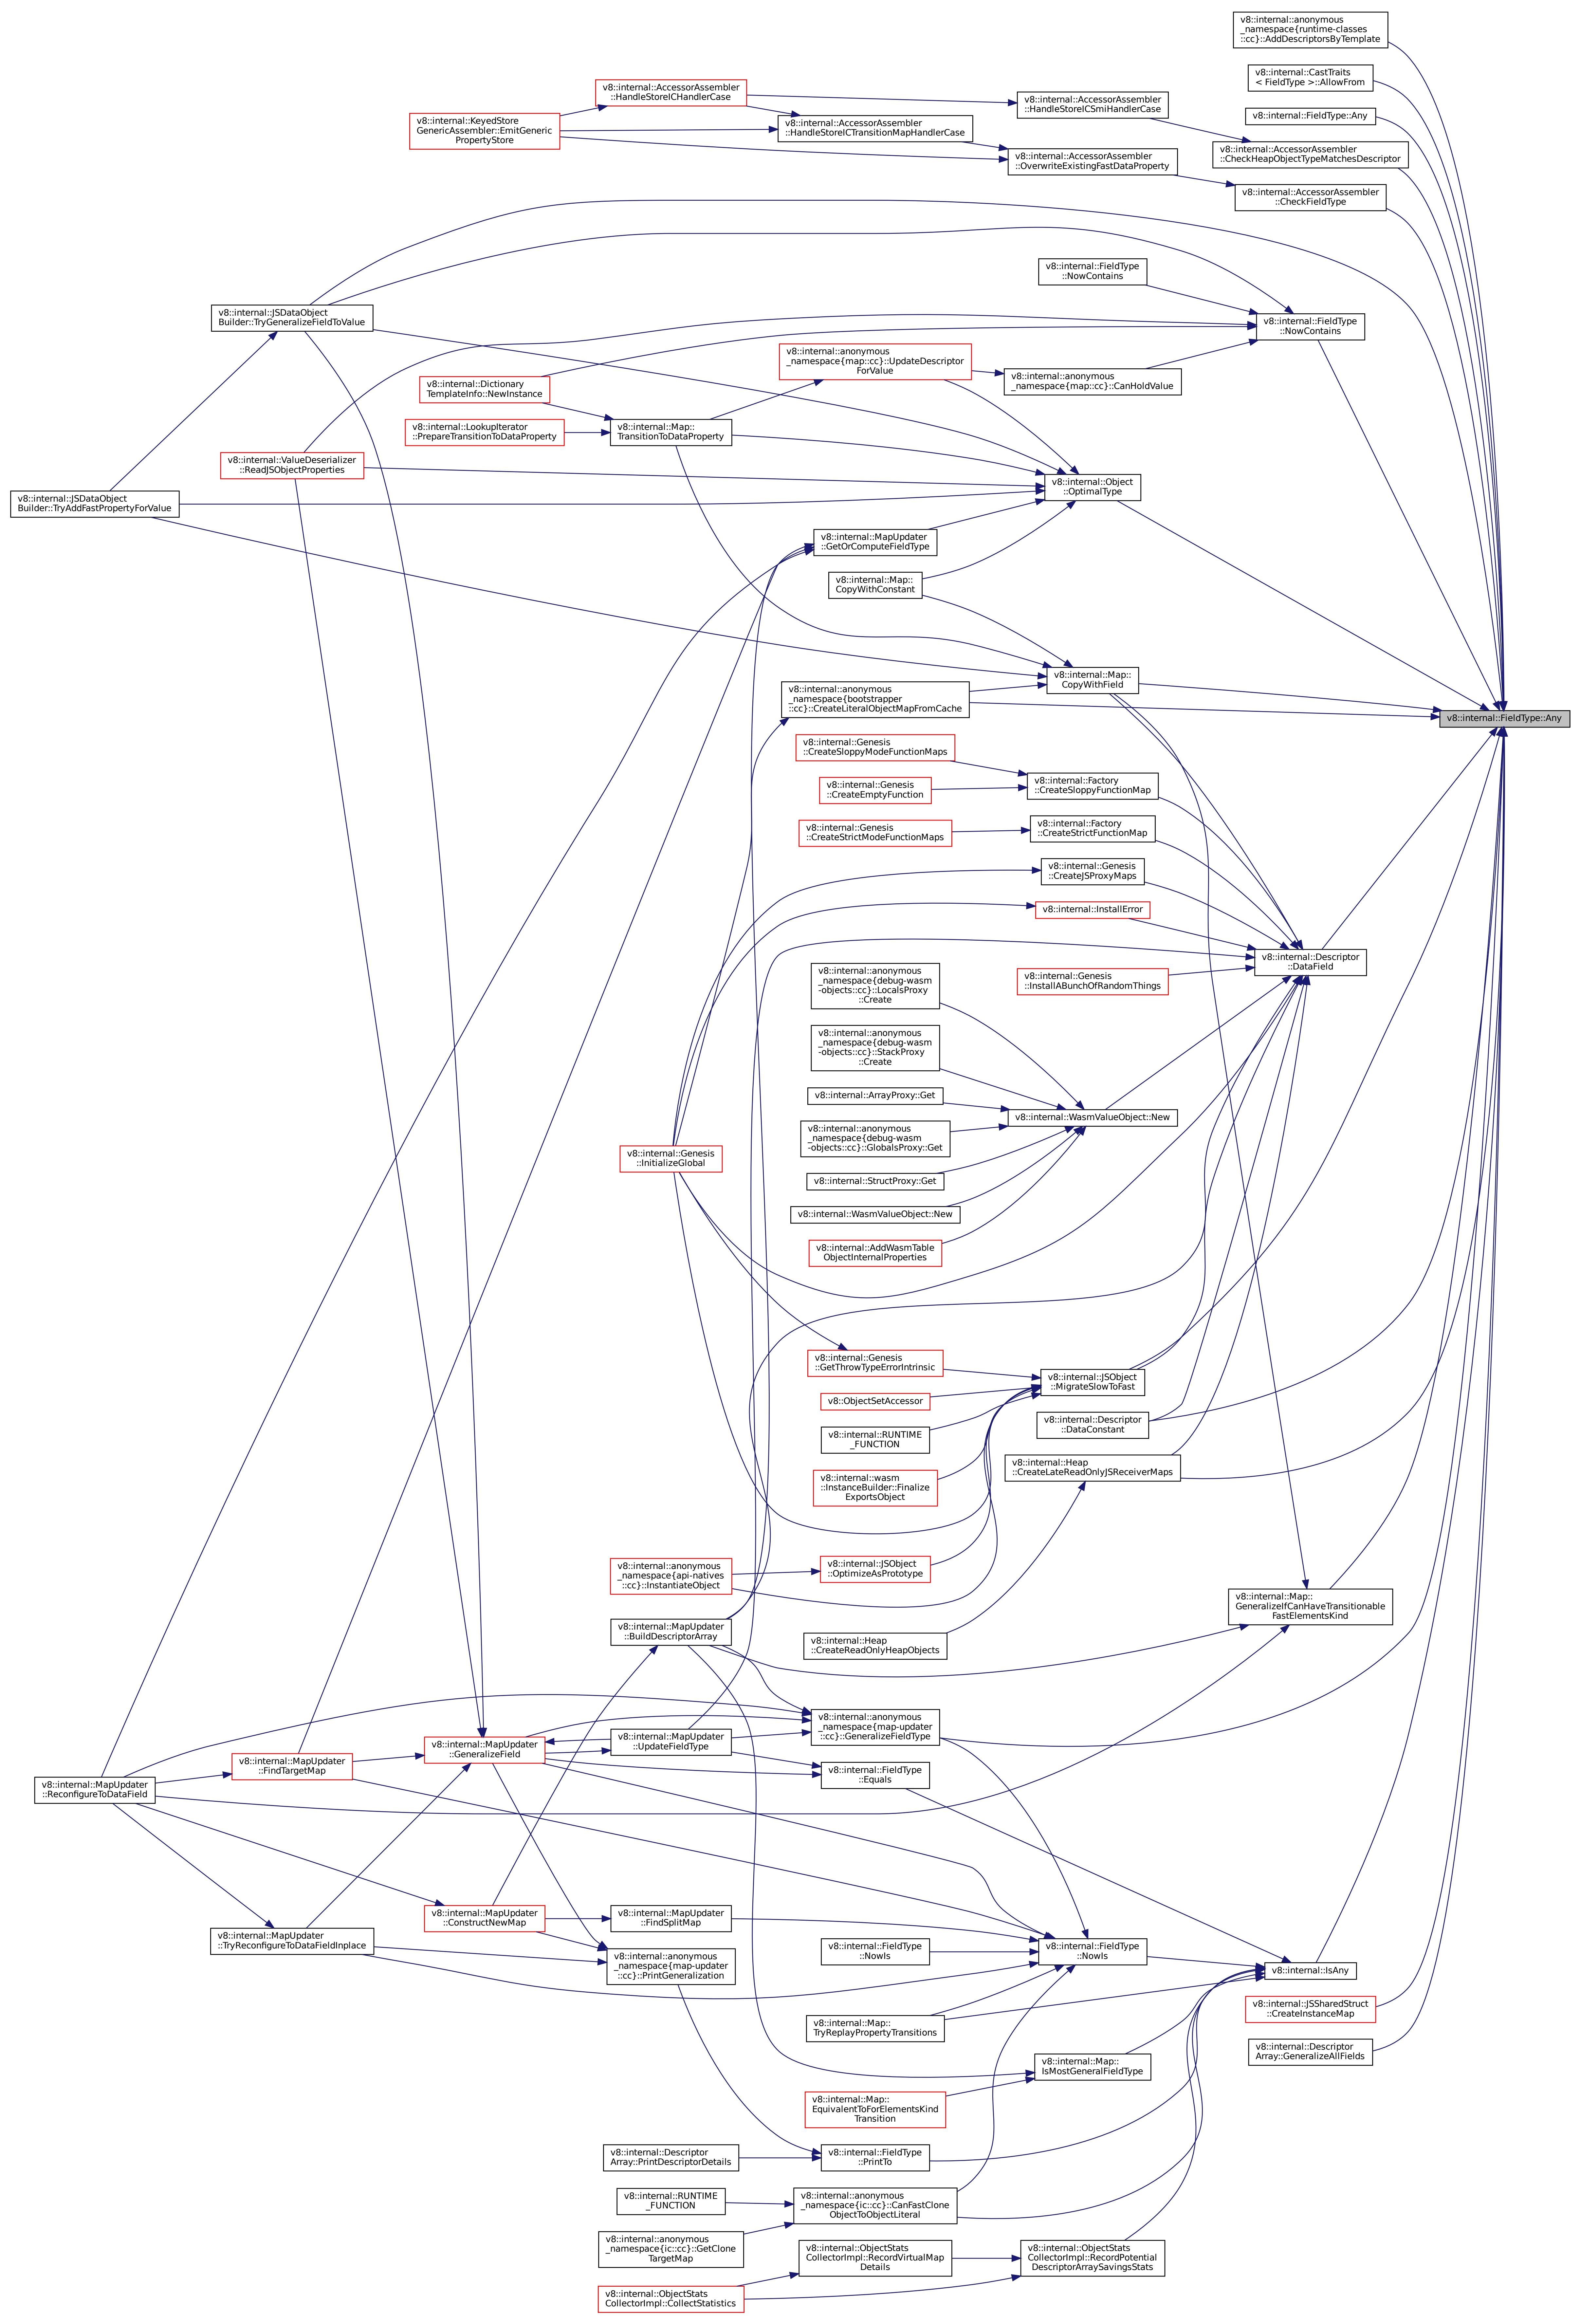 v8::internal::anonymous
_namespace{runtime-classes
::cc}::AddDescriptorsByTemplate
v8::internal::CastTraits
< FieldType >::AllowFrom
v8::internal::FieldType::Any
v8::internal::AccessorAssembler
::HandleStoreICHandlerCase
v8::internal::AccessorAssembler
::HandleStoreICSmiHandlerCase
v8::internal::KeyedStore
GenericAssembler::EmitGeneric
PropertyStore
v8::internal::AccessorAssembler
::HandleStoreICTransitionMapHandlerCase
v8::internal::AccessorAssembler
::CheckHeapObjectTypeMatchesDescriptor
v8::internal::AccessorAssembler
::OverwriteExistingFastDataProperty
v8::internal::AccessorAssembler
::CheckFieldType
v8::internal::FieldType
::NowContains
v8::internal::JSDataObject
Builder::TryGeneralizeFieldToValue
v8::internal::FieldType
::NowContains
v8::internal::anonymous
_namespace{map::cc}::UpdateDescriptor
ForValue
v8::internal::anonymous
_namespace{map::cc}::CanHoldValue
v8::internal::Dictionary
TemplateInfo::NewInstance
v8::internal::LookupIterator
::PrepareTransitionToDataProperty
v8::internal::Map::
TransitionToDataProperty
v8::internal::ValueDeserializer
::ReadJSObjectProperties
v8::internal::Object
::OptimalType
v8::internal::JSDataObject
Builder::TryAddFastPropertyForValue
v8::internal::MapUpdater
::GetOrComputeFieldType
v8::internal::Map::
CopyWithConstant
v8::internal::Map::
CopyWithField
v8::internal::anonymous
_namespace{bootstrapper
::cc}::CreateLiteralObjectMapFromCache
v8::internal::FieldType::Any
v8::internal::Genesis
::CreateSloppyModeFunctionMaps
v8::internal::Genesis
::CreateEmptyFunction
v8::internal::Factory
::CreateSloppyFunctionMap
v8::internal::Genesis
::CreateStrictModeFunctionMaps
v8::internal::Factory
::CreateStrictFunctionMap
v8::internal::Genesis
::CreateJSProxyMaps
v8::internal::InstallError
v8::internal::Descriptor
::DataField
v8::internal::Genesis
::InstallABunchOfRandomThings
v8::internal::anonymous
_namespace{debug-wasm
-objects::cc}::LocalsProxy
::Create
v8::internal::anonymous
_namespace{debug-wasm
-objects::cc}::StackProxy
::Create
v8::internal::ArrayProxy::Get
v8::internal::WasmValueObject::New
v8::internal::anonymous
_namespace{debug-wasm
-objects::cc}::GlobalsProxy::Get
v8::internal::Genesis
::InitializeGlobal
v8::internal::StructProxy::Get
v8::internal::WasmValueObject::New
v8::internal::AddWasmTable
ObjectInternalProperties
v8::internal::Genesis
::GetThrowTypeErrorIntrinsic
v8::internal::JSObject
::MigrateSlowToFast
v8::ObjectSetAccessor
v8::internal::Descriptor
::DataConstant
v8::internal::RUNTIME
_FUNCTION
v8::internal::Heap
::CreateLateReadOnlyJSReceiverMaps
v8::internal::wasm
::InstanceBuilder::Finalize
ExportsObject
v8::internal::anonymous
_namespace{api-natives
::cc}::InstantiateObject
v8::internal::JSObject
::OptimizeAsPrototype
v8::internal::Map::
GeneralizeIfCanHaveTransitionable
FastElementsKind
v8::internal::MapUpdater
::BuildDescriptorArray
v8::internal::Heap
::CreateReadOnlyHeapObjects
v8::internal::anonymous
_namespace{map-updater
::cc}::GeneralizeFieldType
v8::internal::MapUpdater
::GeneralizeField
v8::internal::MapUpdater
::UpdateFieldType
v8::internal::MapUpdater
::FindTargetMap
v8::internal::FieldType
::Equals
v8::internal::MapUpdater
::ReconfigureToDataField
v8::internal::MapUpdater
::ConstructNewMap
v8::internal::MapUpdater
::FindSplitMap
v8::internal::MapUpdater
::TryReconfigureToDataFieldInplace
v8::internal::anonymous
_namespace{map-updater
::cc}::PrintGeneralization
v8::internal::FieldType
::NowIs
v8::internal::FieldType
::NowIs
v8::internal::IsAny
v8::internal::JSSharedStruct
::CreateInstanceMap
v8::internal::Map::
TryReplayPropertyTransitions
v8::internal::Descriptor
Array::GeneralizeAllFields
v8::internal::Map::
IsMostGeneralFieldType
v8::internal::Map::
EquivalentToForElementsKind
Transition
v8::internal::Descriptor
Array::PrintDescriptorDetails
v8::internal::FieldType
::PrintTo
v8::internal::RUNTIME
_FUNCTION
v8::internal::anonymous
_namespace{ic::cc}::CanFastClone
ObjectToObjectLiteral
v8::internal::anonymous
_namespace{ic::cc}::GetClone
TargetMap
v8::internal::ObjectStats
CollectorImpl::RecordVirtualMap
Details
v8::internal::ObjectStats
CollectorImpl::RecordPotential
DescriptorArraySavingsStats
v8::internal::ObjectStats
CollectorImpl::CollectStatistics